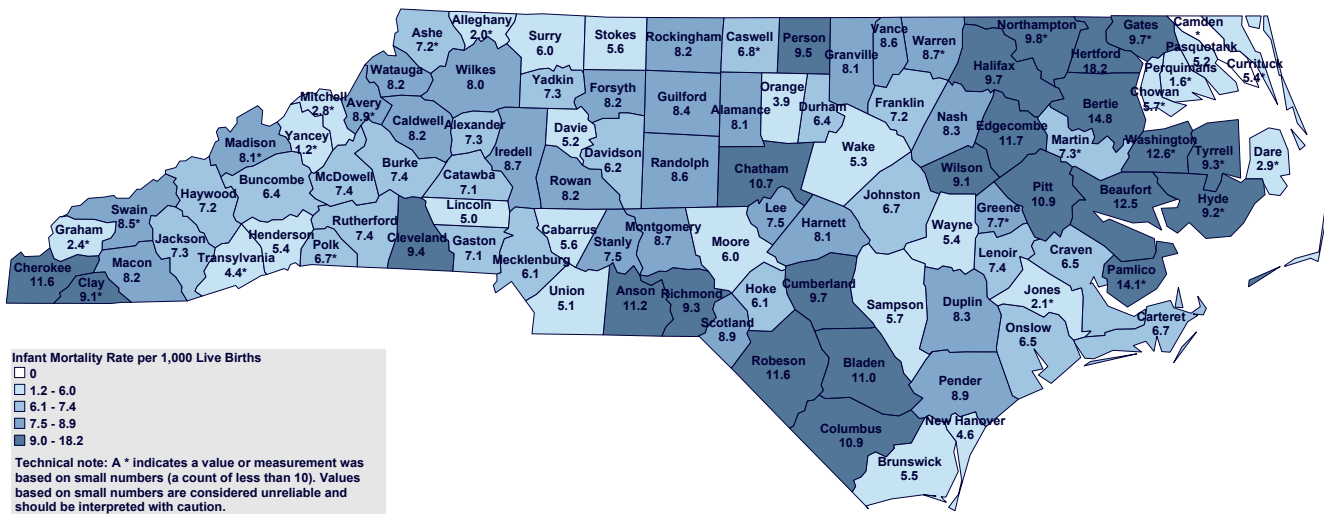 Ashe
7.2*
Alleghany
2.0*
Surry
6.0
Stokes
5.6
Rockingham
8.2
Caswell
6.8*
Person
9.5
Granville
8.1
Vance
8.6
Warren
8.7*
Northampton
9.8*
Halifax
9.7
Hertford
18.2
Gates
9.7*
Camden
*
Pasquotank
5.2
Currituck
5.4*
Perquimans
1.6*
Chowan
5.7*
Bertie
14.8
Watauga
8.2
Wilkes
8.0
Yadkin
7.3
Forsyth
8.2
Guilford
8.4
Alamance
8.1
Orange
3.9
Durham
6.4
Franklin
7.2
Nash
8.3
Edgecombe
11.7
Martin
7.3*
Washington
12.6*
Tyrrell
9.3*
Dare
2.9*
Mitchell
2.8*
Avery
8.9*
Caldwell
8.2
Alexander
7.3
Iredell
8.7
Davie
5.2
Davidson
6.2
Randolph
8.6
Chatham
10.7
Wake
5.3
Wilson
9.1
Pitt
10.9
Beaufort
12.5
Hyde
9.2*
Madison
8.1*
Yancey
1.2*
Burke
7.4
McDowell
7.4
Catawba
7.1
Rowan
8.2
Buncombe
6.4
Haywood
7.2
Lincoln
5.0
Johnston
6.7
Greene
7.7*
Wayne
5.4
Lenoir
7.4
Craven
6.5
Pamlico
14.1*
Swain
8.5*
Graham
2.4*
Jackson
7.3
Henderson
5.4
Transylvania
4.4*
Polk
6.7*
Rutherford
7.4
Cleveland
9.4
Gaston
7.1
Mecklenburg
6.1
Cabarrus
5.6
Stanly
7.5
Montgomery
8.7
Moore
6.0
Lee
7.5
Harnett
8.1
Cherokee
11.6
Clay
9.1*
Macon
8.2
Union
5.1
Anson
11.2
Richmond
9.3
Hoke
6.1
Cumberland
9.7
Sampson
5.7
Duplin
8.3
Jones
2.1*
Carteret
6.7
Onslow
6.5
Scotland
8.9
Robeson
11.6
Bladen
11.0
Pender
8.9
Columbus
10.9
New Hanover
4.6
Brunswick
5.5
Infant Mortality Rate per 1,000 Live Births
0
1.2 - 6.0
6.1 - 7.4
7.5 - 8.9
9.0 - 18.2
Technical note: A * indicates a value or measurement was
based on small numbers (a count of less than 10). Values
based on small numbers are considered unreliable and
should be interpreted with caution.